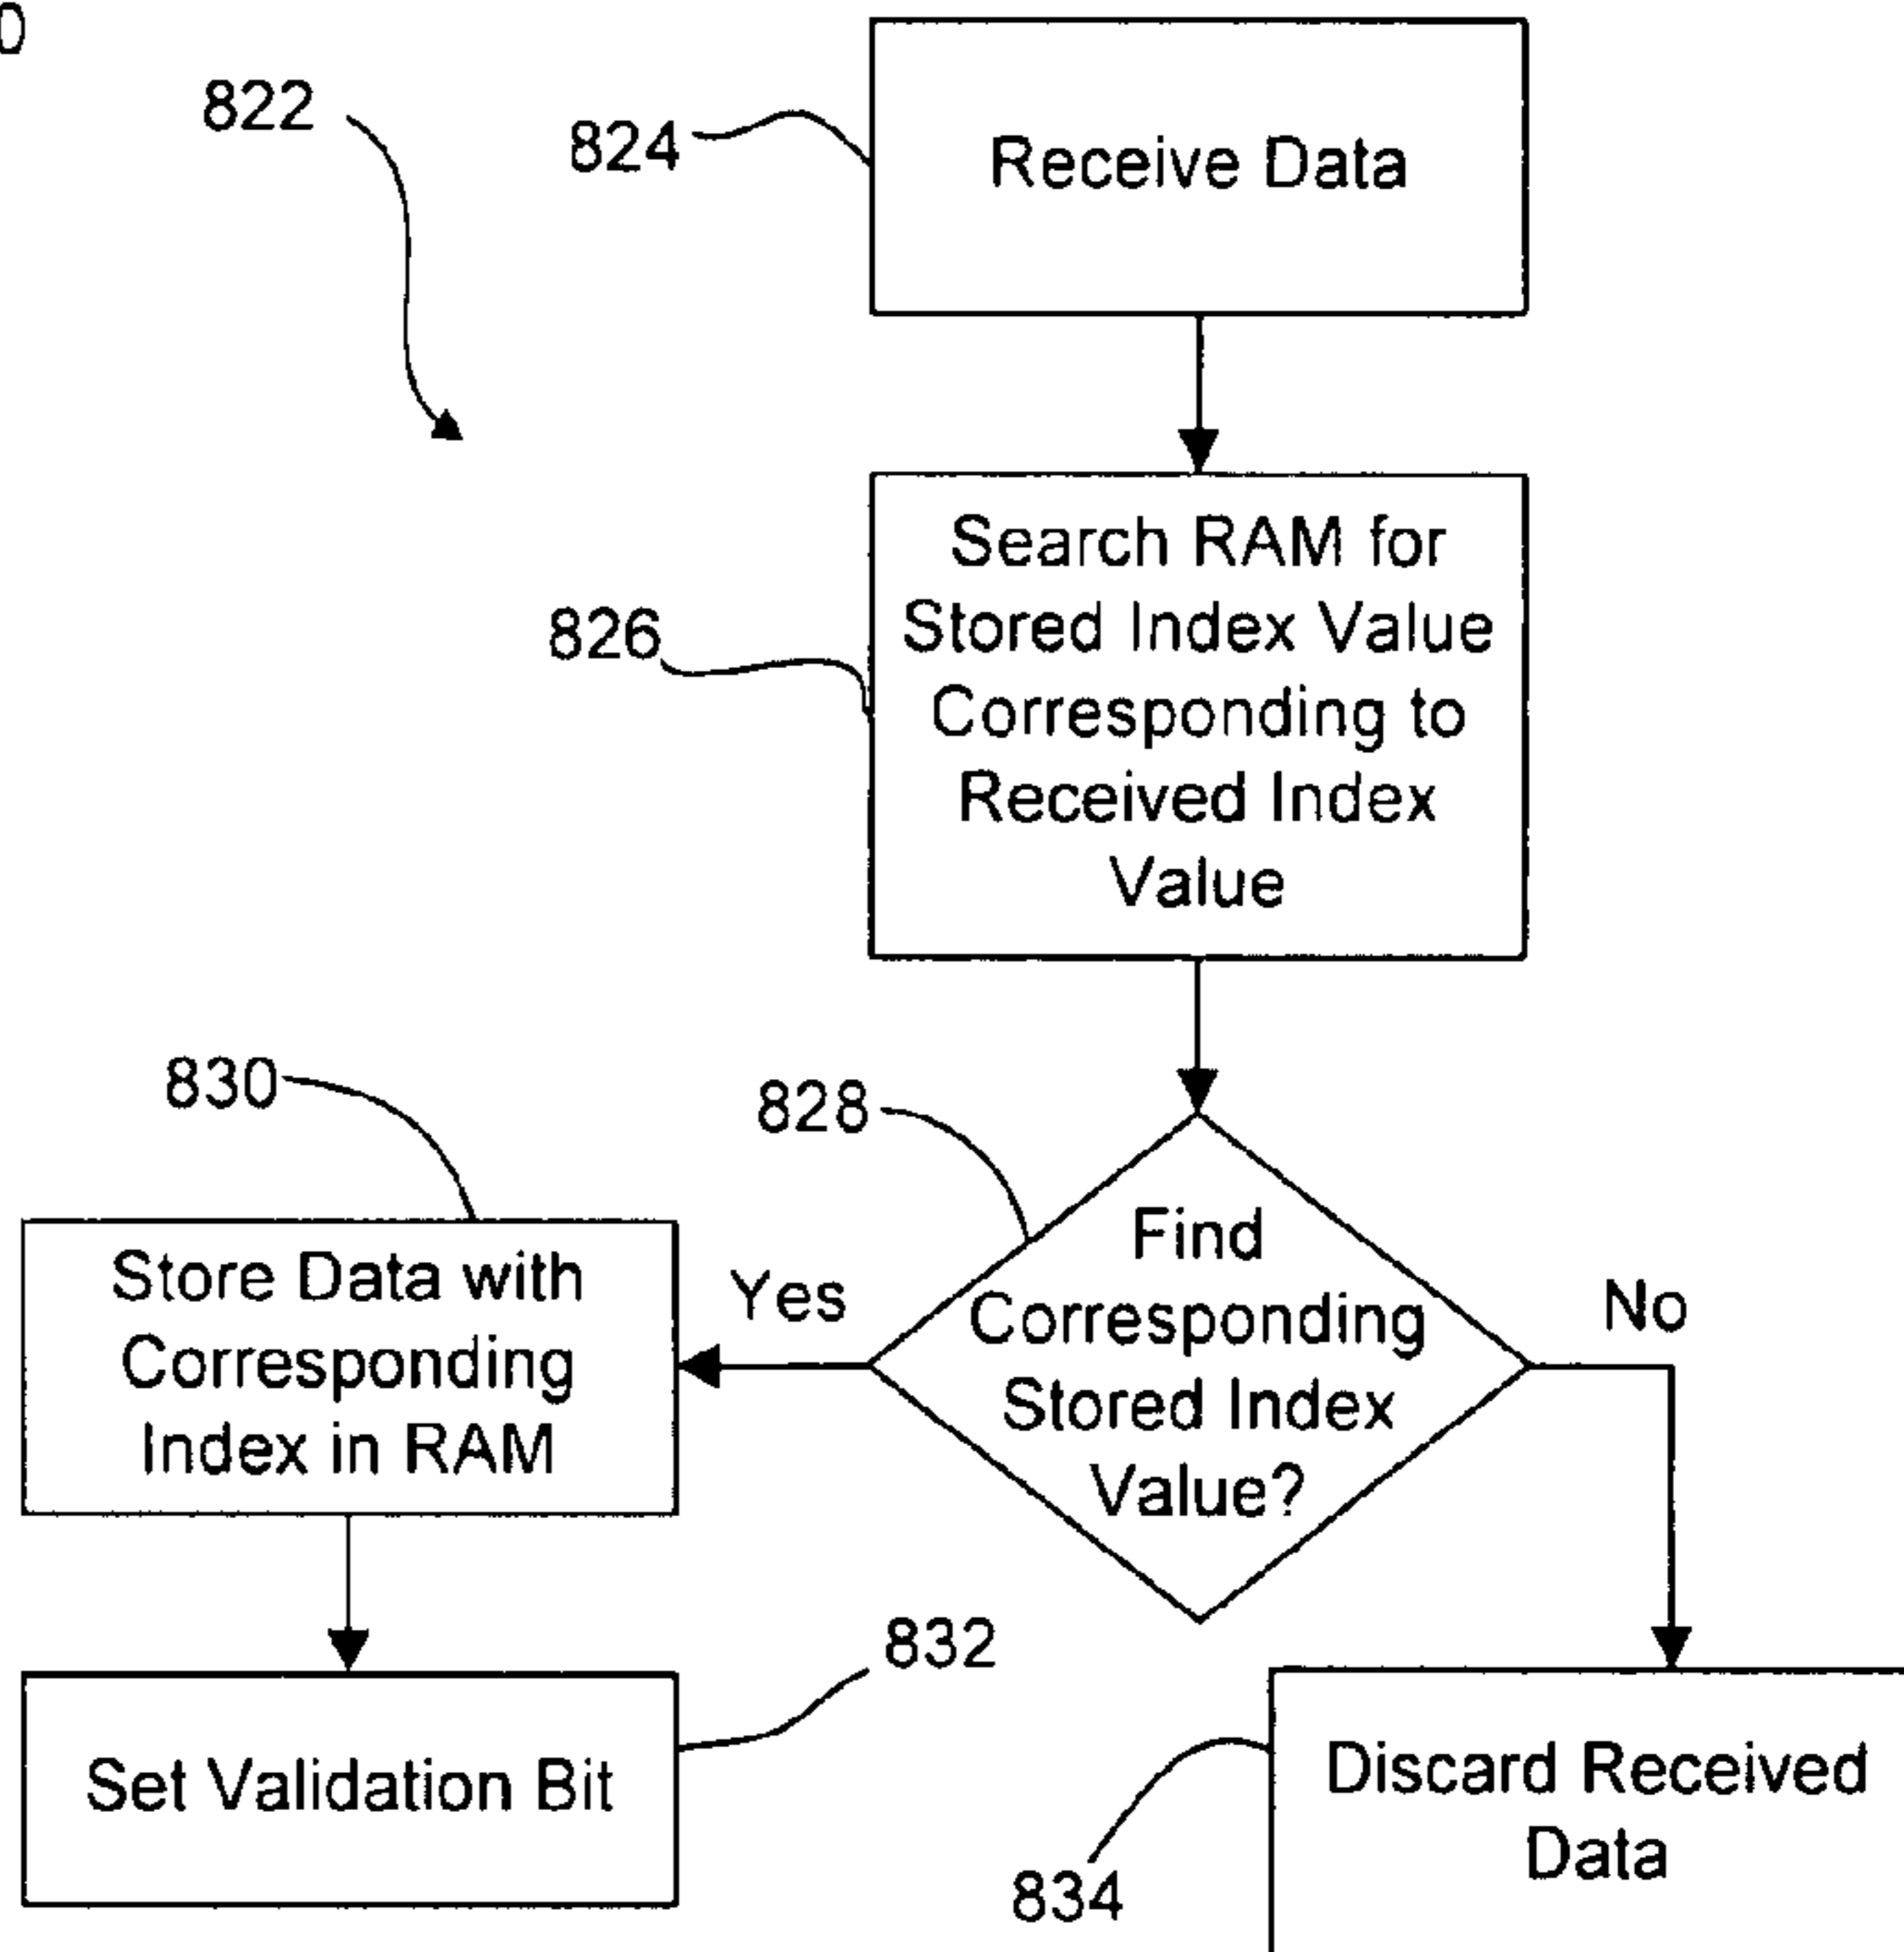 822
824
Receive Data
826
Search RAM for
Stored Index Value
Corresponding to
Received Index
Value
830
828
Store Data with
Corresponding
Index in RAM
Yes
Find
Corresponding
Stored Index
Value?
No
832
Set Validation Bit
834
Discard Received
Data